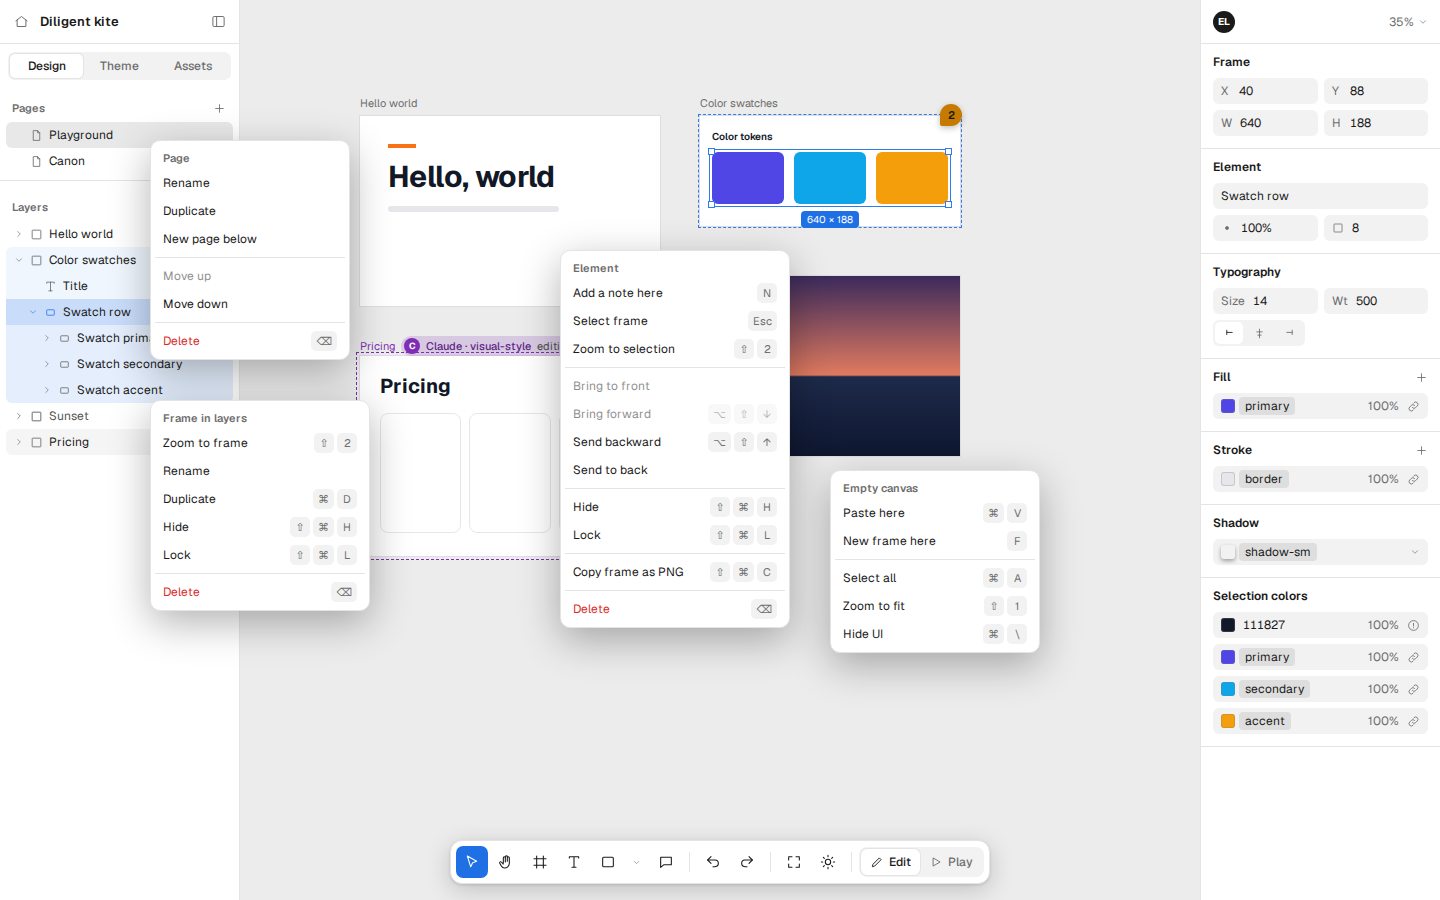 Diligent kite
Design
Theme
Assets
Pages
Playground
Canon
Layers
Hello world
Color swatches
Title
Swatch row
Swatch prim
Swatch secondary
Swatch accent
Sunset
Pricing
Page
Rename
Duplicate
New page below
Move up
Move down
Delete ⌫
Frame in layers
Zoom to frame ⇧ 2
Rename
Duplicate ⌘ D
Hide ⇧ ⌘ H
Lock ⇧ ⌘ L
Delete ⌫
Hello world
Hello, world
Color swatches
2
Color tokens
640 × 188
Pricing
C
Claude · visual-style editi
Pricing
Element
Add a note here N
Select frame Esc
Zoom to selection ⇧ 2
Bring to front
Bring forward ⌥ ⇧ ↓
Send backward ⌥ ⇧ ↑
Send to back
Hide ⇧ ⌘ H
Lock ⇧ ⌘ L
Copy frame as PNG ⇧ ⌘ C
Delete ⌫
Empty canvas
Paste here ⌘ V
New frame here F
Select all ⌘ A
Zoom to fit ⇧ 1
Hide UI ⌘ \
Edit
Play
EL
35%
Frame
X 40
Y 88
W 640
H 188
Element
Swatch row
100%
8
Typography
Size 14
Wt 500
Fill
primary 100%
Stroke
border 100%
Shadow
shadow-sm
Selection colors
111827 100%
primary 100%
secondary 100%
accent 100%